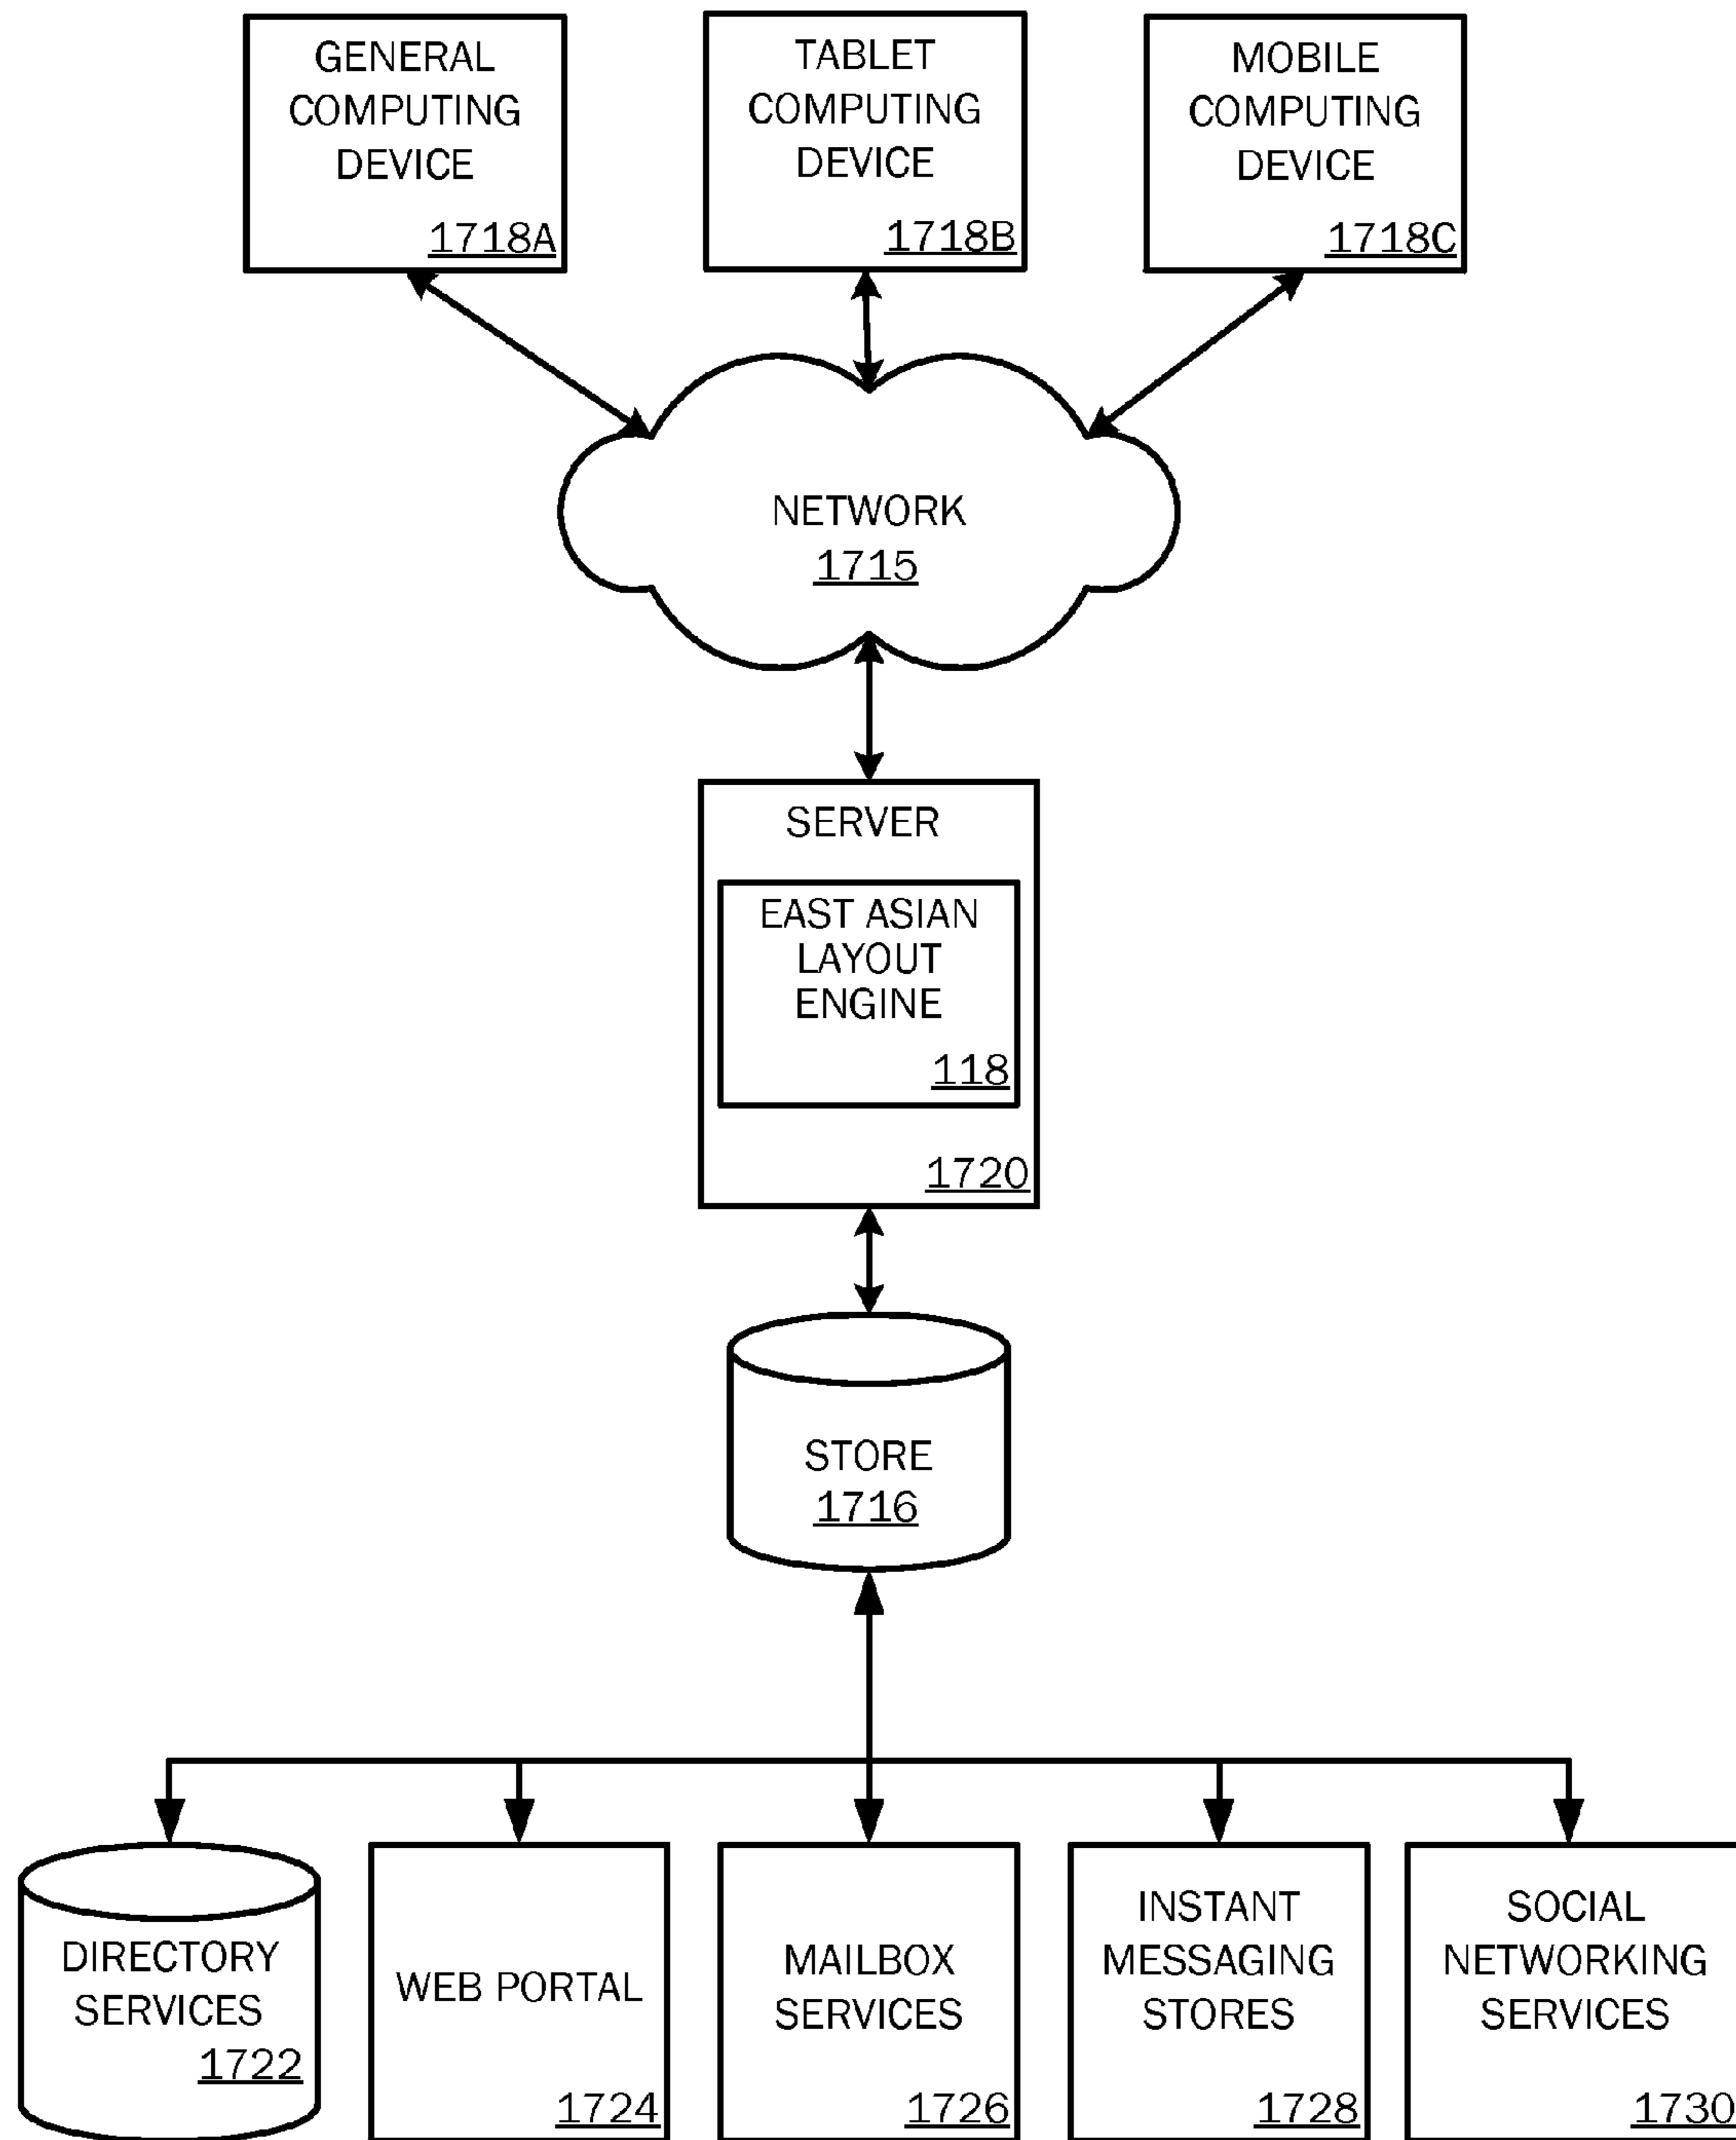 GENERAL
COMPUTING
DEVICE
1718A
TABLET
COMPUTING
DEVICE
1718B
MOBILE
COMPUTING
DEVICE
1718C
NETWORK
1715
SERVER
EAST ASIAN
LAYOUT
ENGINE
118
1720
STORE
1716
DIRECTORY
SERVICES
1722
WEB PORTAL
1724
MAILBOX
SERVICES
1726
INSTANT
MESSAGING
STORES
1728
SOCIAL
NETWORKING
SERVICES
1730